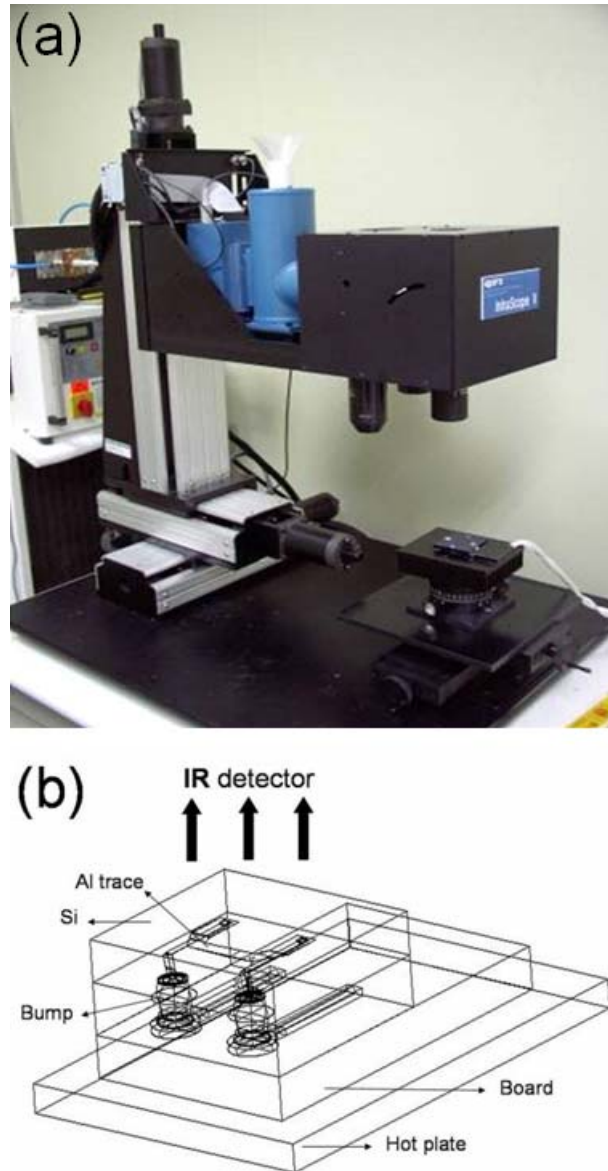 (a)
InfraScope II
(b)
IR detector
Al trace
Si
Bump
Board
Hot plate